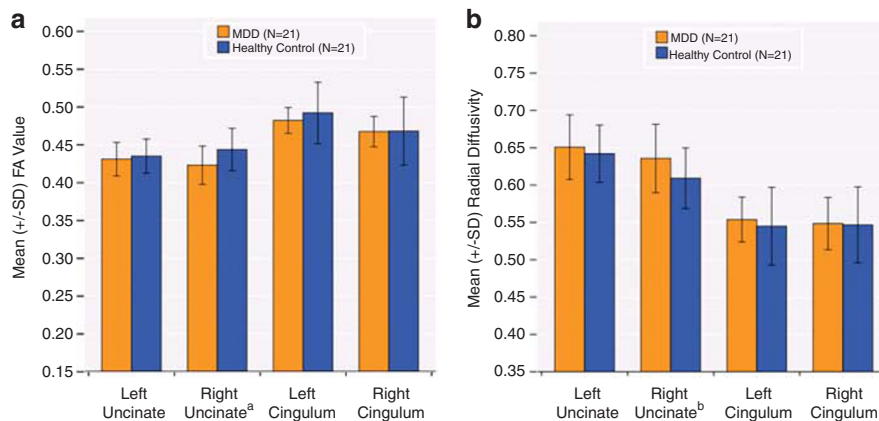 a
Mean (+/-SD) FA Value
0.60
0.55
0.50
0.45
0.40
0.35
0.30
0.25
0.20
0.15
MDD (N=21)
Healthy Control (N=21)
Left
Uncinate
Right
Uncinateᵃ
Left
Cingulum
Right
Cingulum
b
Mean (+/-SD) Radial Diffusivity
0.80
0.75
0.70
0.65
0.60
0.55
0.50
0.45
0.40
0.35
MDD (N=21)
Healthy Control (N=21)
Left
Uncinate
Right
Uncinateᵇ
Left
Cingulum
Right
Cingulum